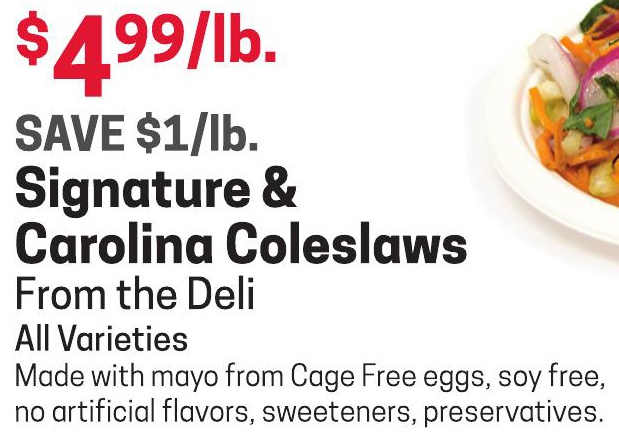 $4.99/lb.
SAVE $1/lb.
Signature &
Carolina Coleslaws
From the Deli
All Varieties
Made with mayo from Cage Free eggs, soy free,
no artificial flavors, sweeteners, preservatives.